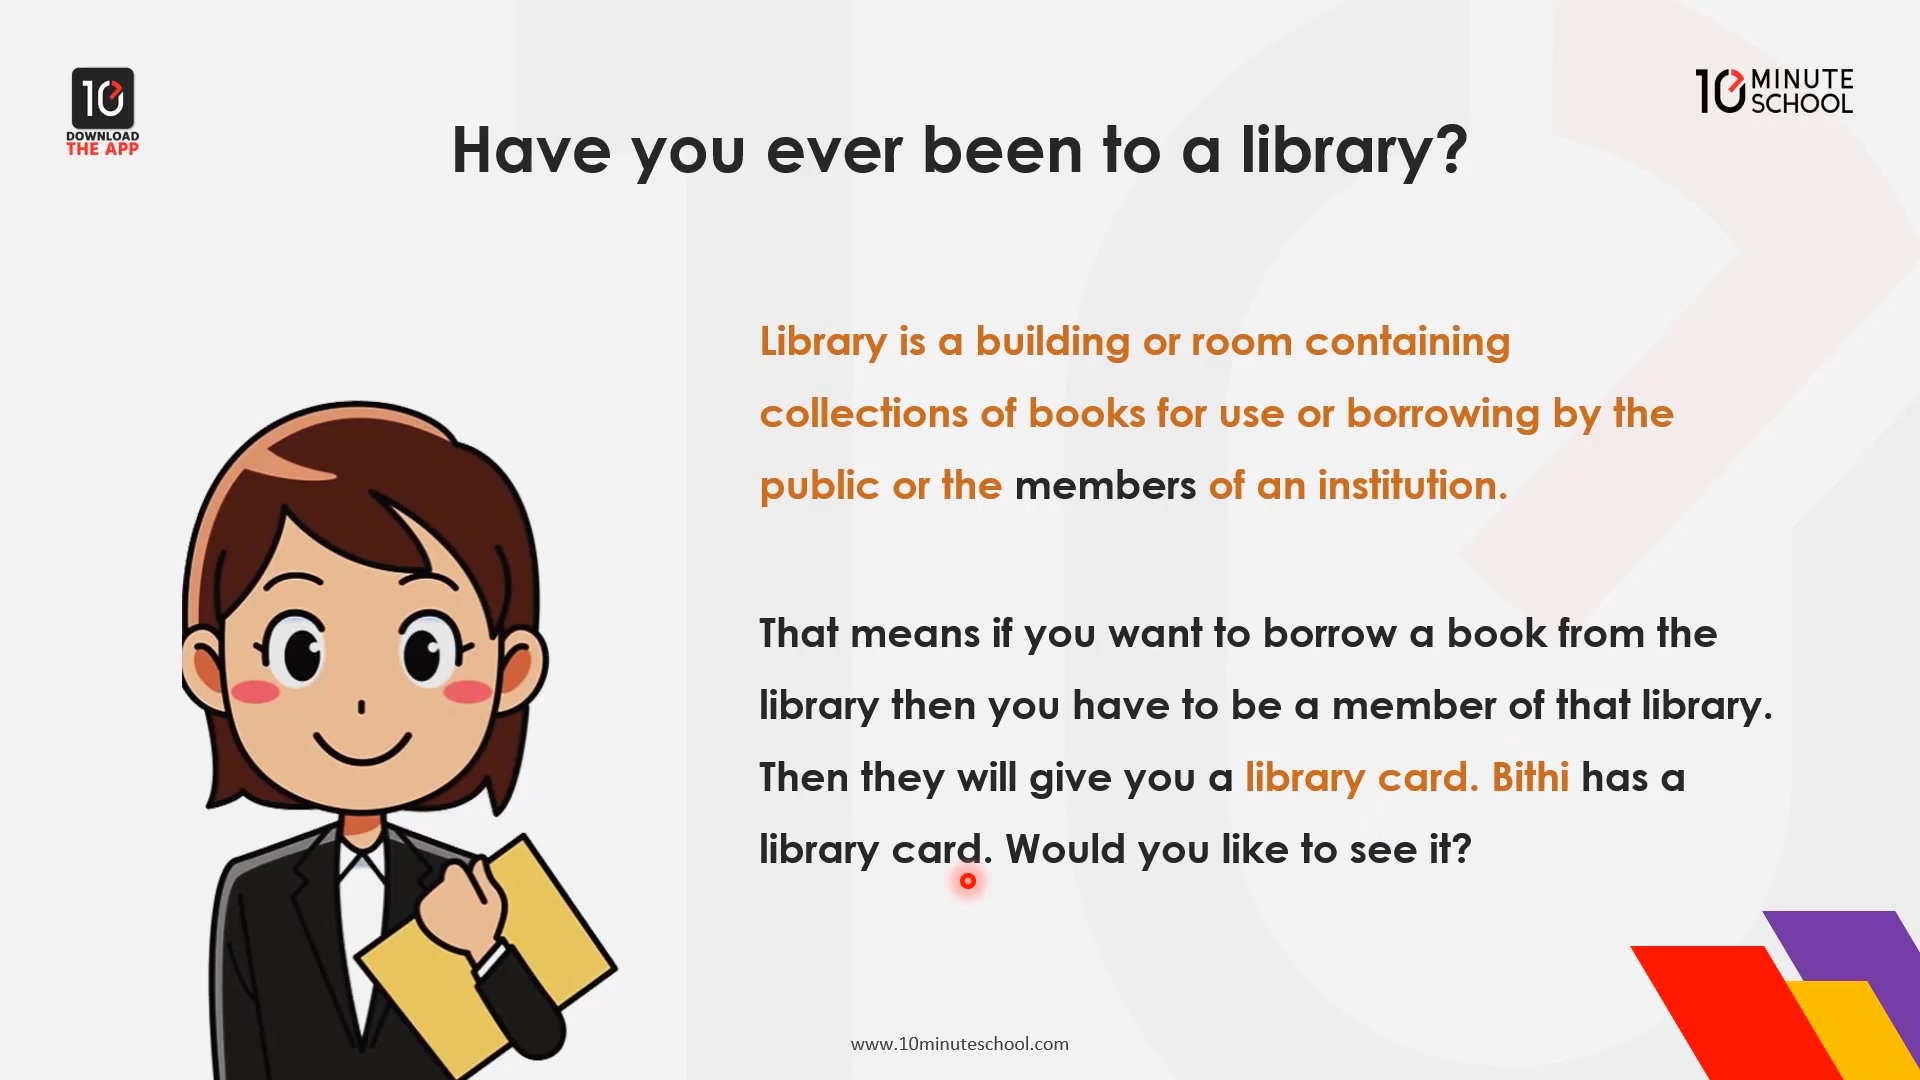 10
DOWNLOAD
THE APP
10 MINUTE
SCHOOL
Have you ever been to a library?
Library is a building or room containing
collections of books for use or borrowing by the
public or the members of an institution.
That means if you want to borrow a book from the
library then you have to be a member of that library.
Then they will give you a library card. Bithi has a
library card. Would you like to see it?
www.10minuteschool.com